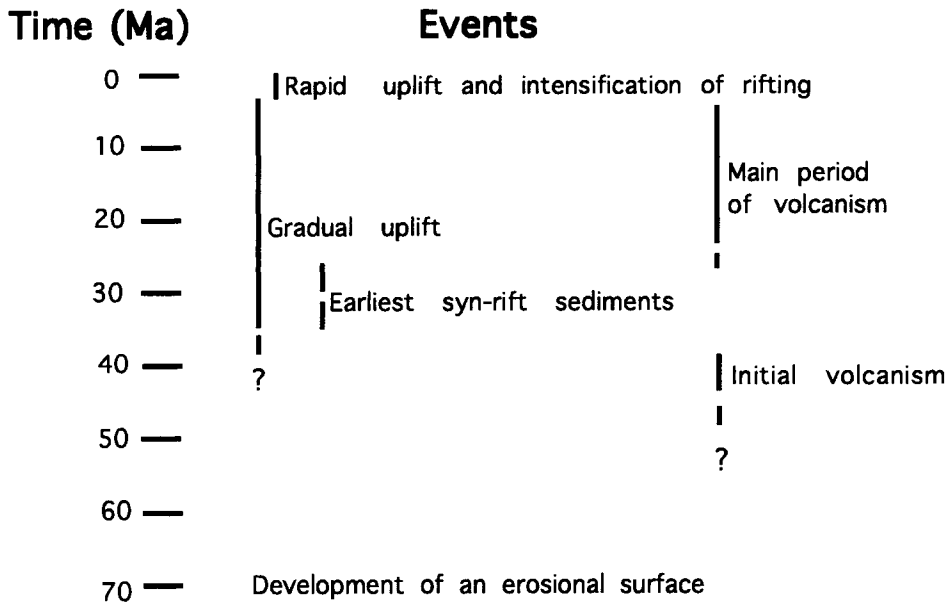 Time (Ma) Events
0 Rapid uplift and intensification of rifting
10
Main period
of volcanism
20
Gradual uplift
30 Earliest syn-rift sediments
40
? Initial volcanism
50
?
60
70 Development of an erosional surface